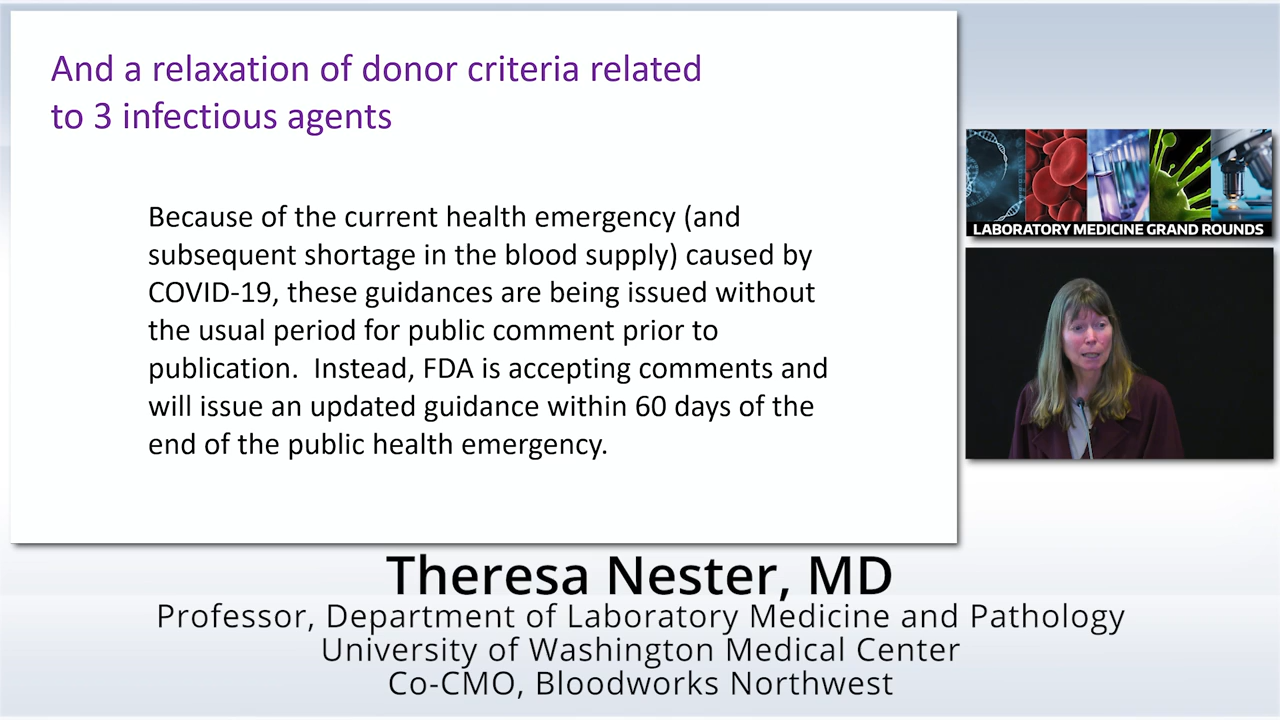 And a relaxation of donor criteria related
to 3 infectious agents
Because of the current health emergency (and
subsequent shortage in the blood supply) caused by
COVID-19, these guidances are being issued without
the usual period for public comment prior to
publication.  Instead, FDA is accepting comments and
will issue an updated guidance within 60 days of the
end of the public health emergency.
LABORATORY MEDICINE GRAND ROUNDS
Theresa Nester, MD
Professor, Department of Laboratory Medicine and Pathology
University of Washington Medical Center
Co-CMO, Bloodworks Northwest